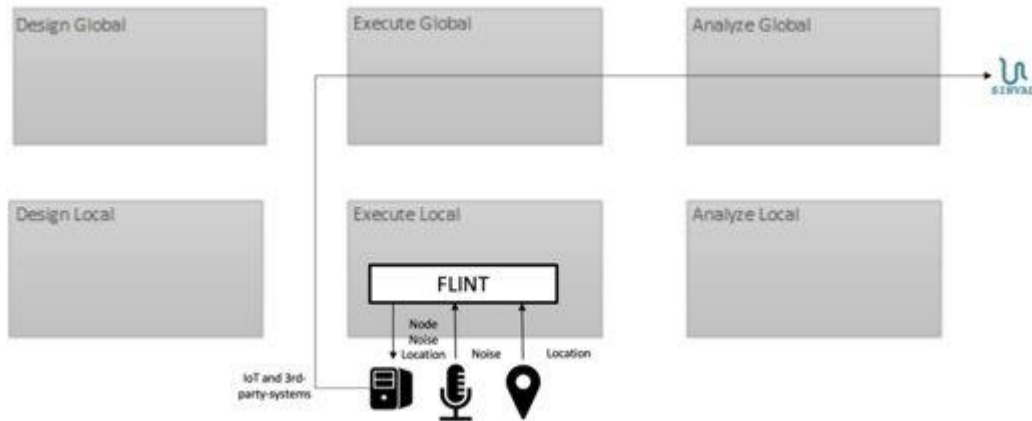 Design Global
Execute Global
Analyze Global
SINVAD
Design Local
Execute Local
Analyze Local
FLINT
Node
Noise
Location
Noise
Location
IoT and 3rd-
party-systems